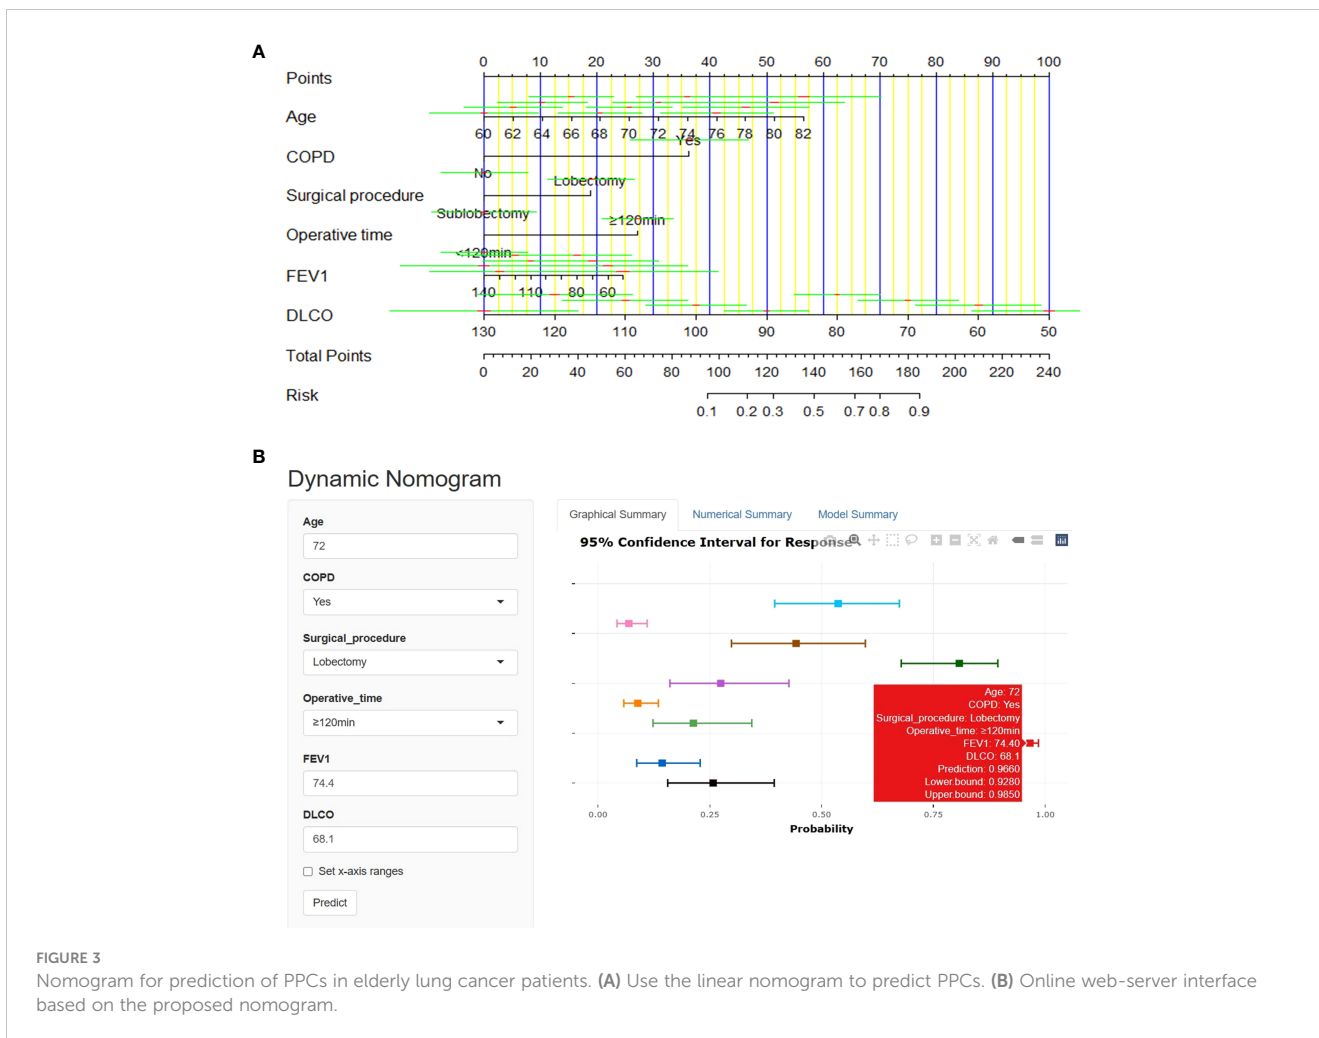 A
0 10 20 30 40 50 60 70 80 90 100
Points
Age
60 62 64 66 68 70 72 74 76 78 80 82
Yes
COPD
No
Lobectomy
Surgical procedure
Sublobectomy
≥120min
Operative time
<120min
FEV1
140 110 80 60
DLCO
130 120 110 100 90 80 70 60 50
Total Points
0 20 40 60 80 100 120 140 160 180 200 220 240
Risk
0.1 0.2 0.3 0.5 0.7 0.8 0.9
B
Dynamic Nomogram
Age
72
COPD
Yes
Surgical_procedure
Lobectomy
Operative_time
≥120min
FEV1
74.4
DLCO
68.1
Set x-axis ranges
Predict
Graphical Summary Numerical Summary Model Summary
95% Confidence Interval for Response
Age: 72
COPD: Yes
Surgical_procedure: Lobectomy
Operative_time: ≥120min
FEV1: 74.40
DLCO: 68.1
Prediction: 0.9660
Lower.bound: 0.9280
Upper.bound: 0.9850
0.00 0.25 0.50 0.75 1.00
Probability
FIGURE 3
Nomogram for prediction of PPCs in elderly lung cancer patients. (A) Use the linear nomogram to predict PPCs. (B) Online web-server interface
based on the proposed nomogram.